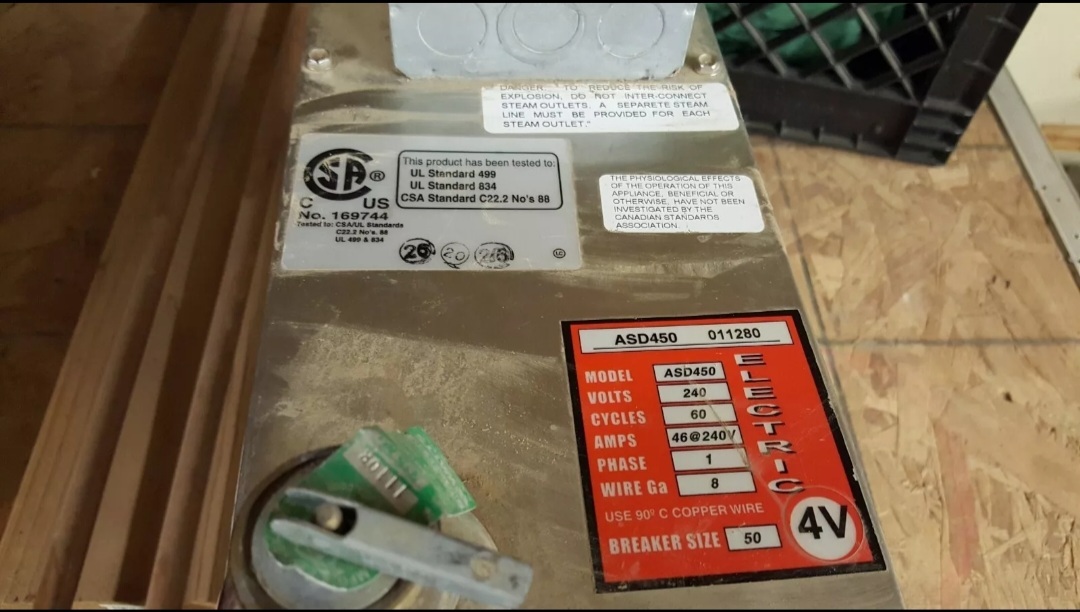 DANGER TO REDUCE THE RISK OF
EXPLOSION, DO NOT INTER-CONNECT
STEAM OUTLETS. A SEPARETE STEAM
LINE MUST BE PROVIDED FOR EACH
STEAM OUTLET."
THE PHYSIOLOGICAL EFFECTS
OF THE OPERATION OF THIS
APPLIANCE, BENEFICIAL OR
OTHERWISE, HAVE NOT BEEN
INVESTIGATED BY THE
CANADIAN STANDARDS
ASSOCIATION.
SA ®
C US
No. 169744
Tested to: CSA/UL Standards
C22.2 No's. 88
UL 499 & 834
This product has been tested to:
UL Standard 499
UL Standard 834
CSA Standard C22.2 No's 88
26 20
ASD450 011280
MODEL ASD450
VOLTS 240
CYCLES 60
AMPS 46@240V
PHASE 1
WIRE Ga 8
USE 90º C COPPER WIRE
BREAKER SIZE 50
ELECTRIC
4V